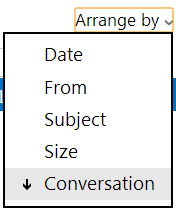 Arrange by
Date
From
Subject
Size
Conversation